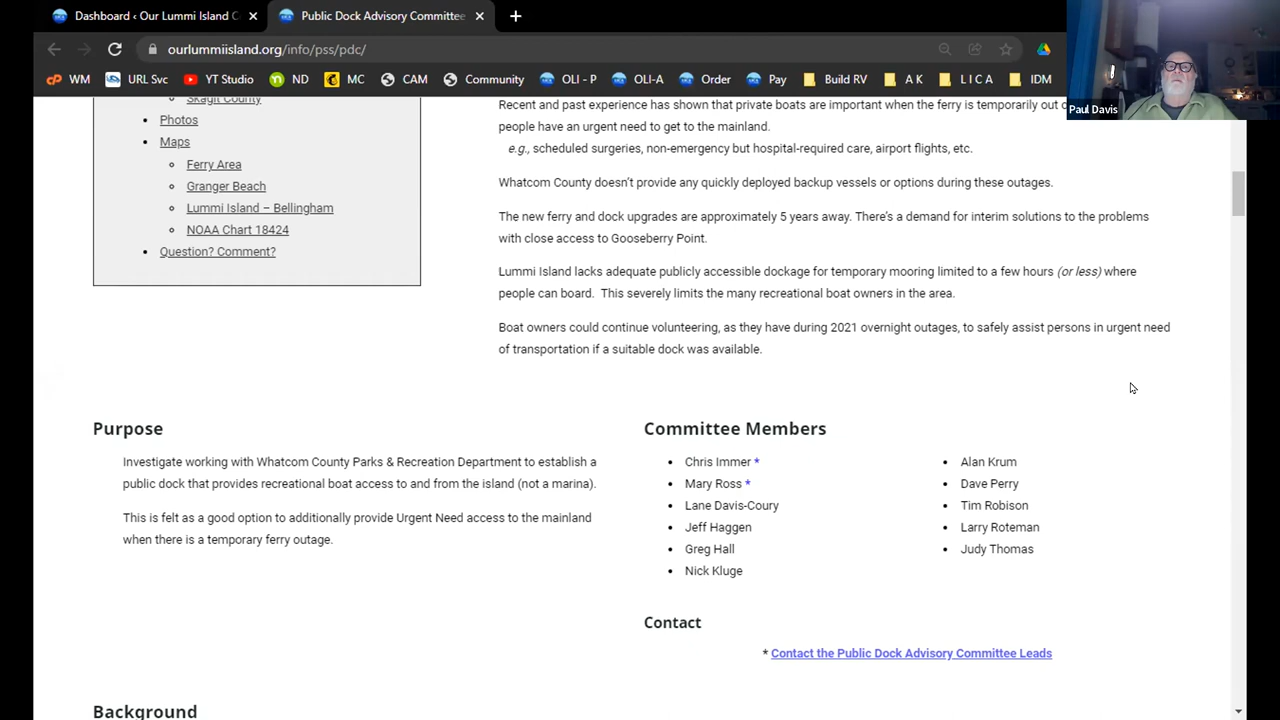 Dashboard ‹ Our Lummi Island C
Public Dock Advisory Committee
ourlummiisland.org/info/pss/pdc/
WM
URL Svc
YT Studio
ND
MC
CAM
Community
OLI - P
OLI-A
Order
Pay
Build RV
A K
L I C A
IDM
Paul Davis
Skagit County
Photos
Maps
Ferry Area
Granger Beach
Lummi Island – Bellingham
NOAA Chart 18424
Question? Comment?
Recent and past experience has shown that private boats are important when the ferry is temporarily out
people have an urgent need to get to the mainland.
e.g., scheduled surgeries, non-emergency but hospital-required care, airport flights, etc.
Whatcom County doesn't provide any quickly deployed backup vessels or options during these outages.
The new ferry and dock upgrades are approximately 5 years away. There's a demand for interim solutions to the problems
with close access to Gooseberry Point.
Lummi Island lacks adequate publicly accessible dockage for temporary mooring limited to a few hours (or less) where
people can board. This severely limits the many recreational boat owners in the area.
Boat owners could continue volunteering, as they have during 2021 overnight outages, to safely assist persons in urgent need
of transportation if a suitable dock was available.
Purpose
Investigate working with Whatcom County Parks & Recreation Department to establish a
public dock that provides recreational boat access to and from the island (not a marina).
This is felt as a good option to additionally provide Urgent Need access to the mainland
when there is a temporary ferry outage.
Committee Members
Chris Immer *
Mary Ross *
Lane Davis-Coury
Jeff Haggen
Greg Hall
Nick Kluge
Alan Krum
Dave Perry
Tim Robison
Larry Roteman
Judy Thomas
Contact
* Contact the Public Dock Advisory Committee Leads
Background